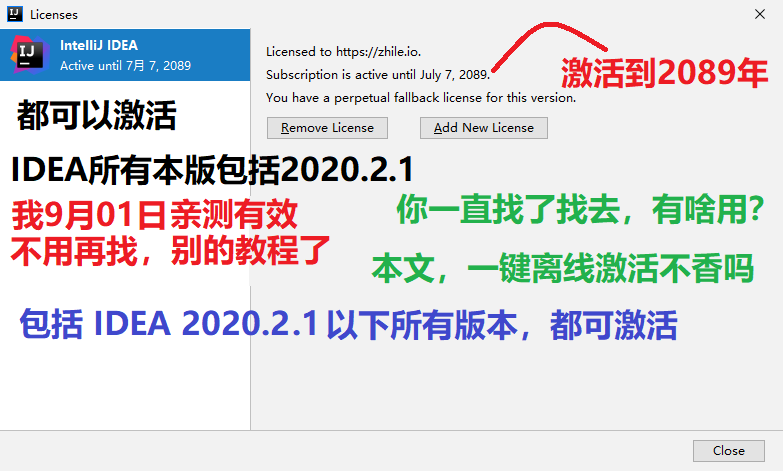 Licenses
IntelliJ IDEA
Active until 7月 7, 2089
Licensed to https://zhile.io.
Subscription is active until July 7, 2089.
激活到2089年
You have a perpetual fallback license for this version.
Remove License
Add New License
都可以激活
IDEA所有本版包括2020.2.1
我9月01日亲测有效
你一直找了找去，有啥用?
不用再找，别的教程了
本文，一键离线激活不香吗
包括 IDEA 2020.2.1以下所有版本，都可激活
Close